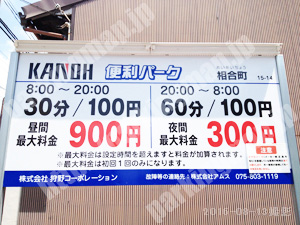 KANOH 便利パーク 相合町 15-14
8:00～20:00 20:00～8:00
30分/100円 60分/100円
昼間最大料金 900円 夜間最大料金 300円
※最大料金は設定時間を超えますと料金が加算されます。
※最大料金は初回1回のみになります。
注意
株式会社 狩野コーポレーション 故障等の連絡先：株式会社アムス 075-803-1119